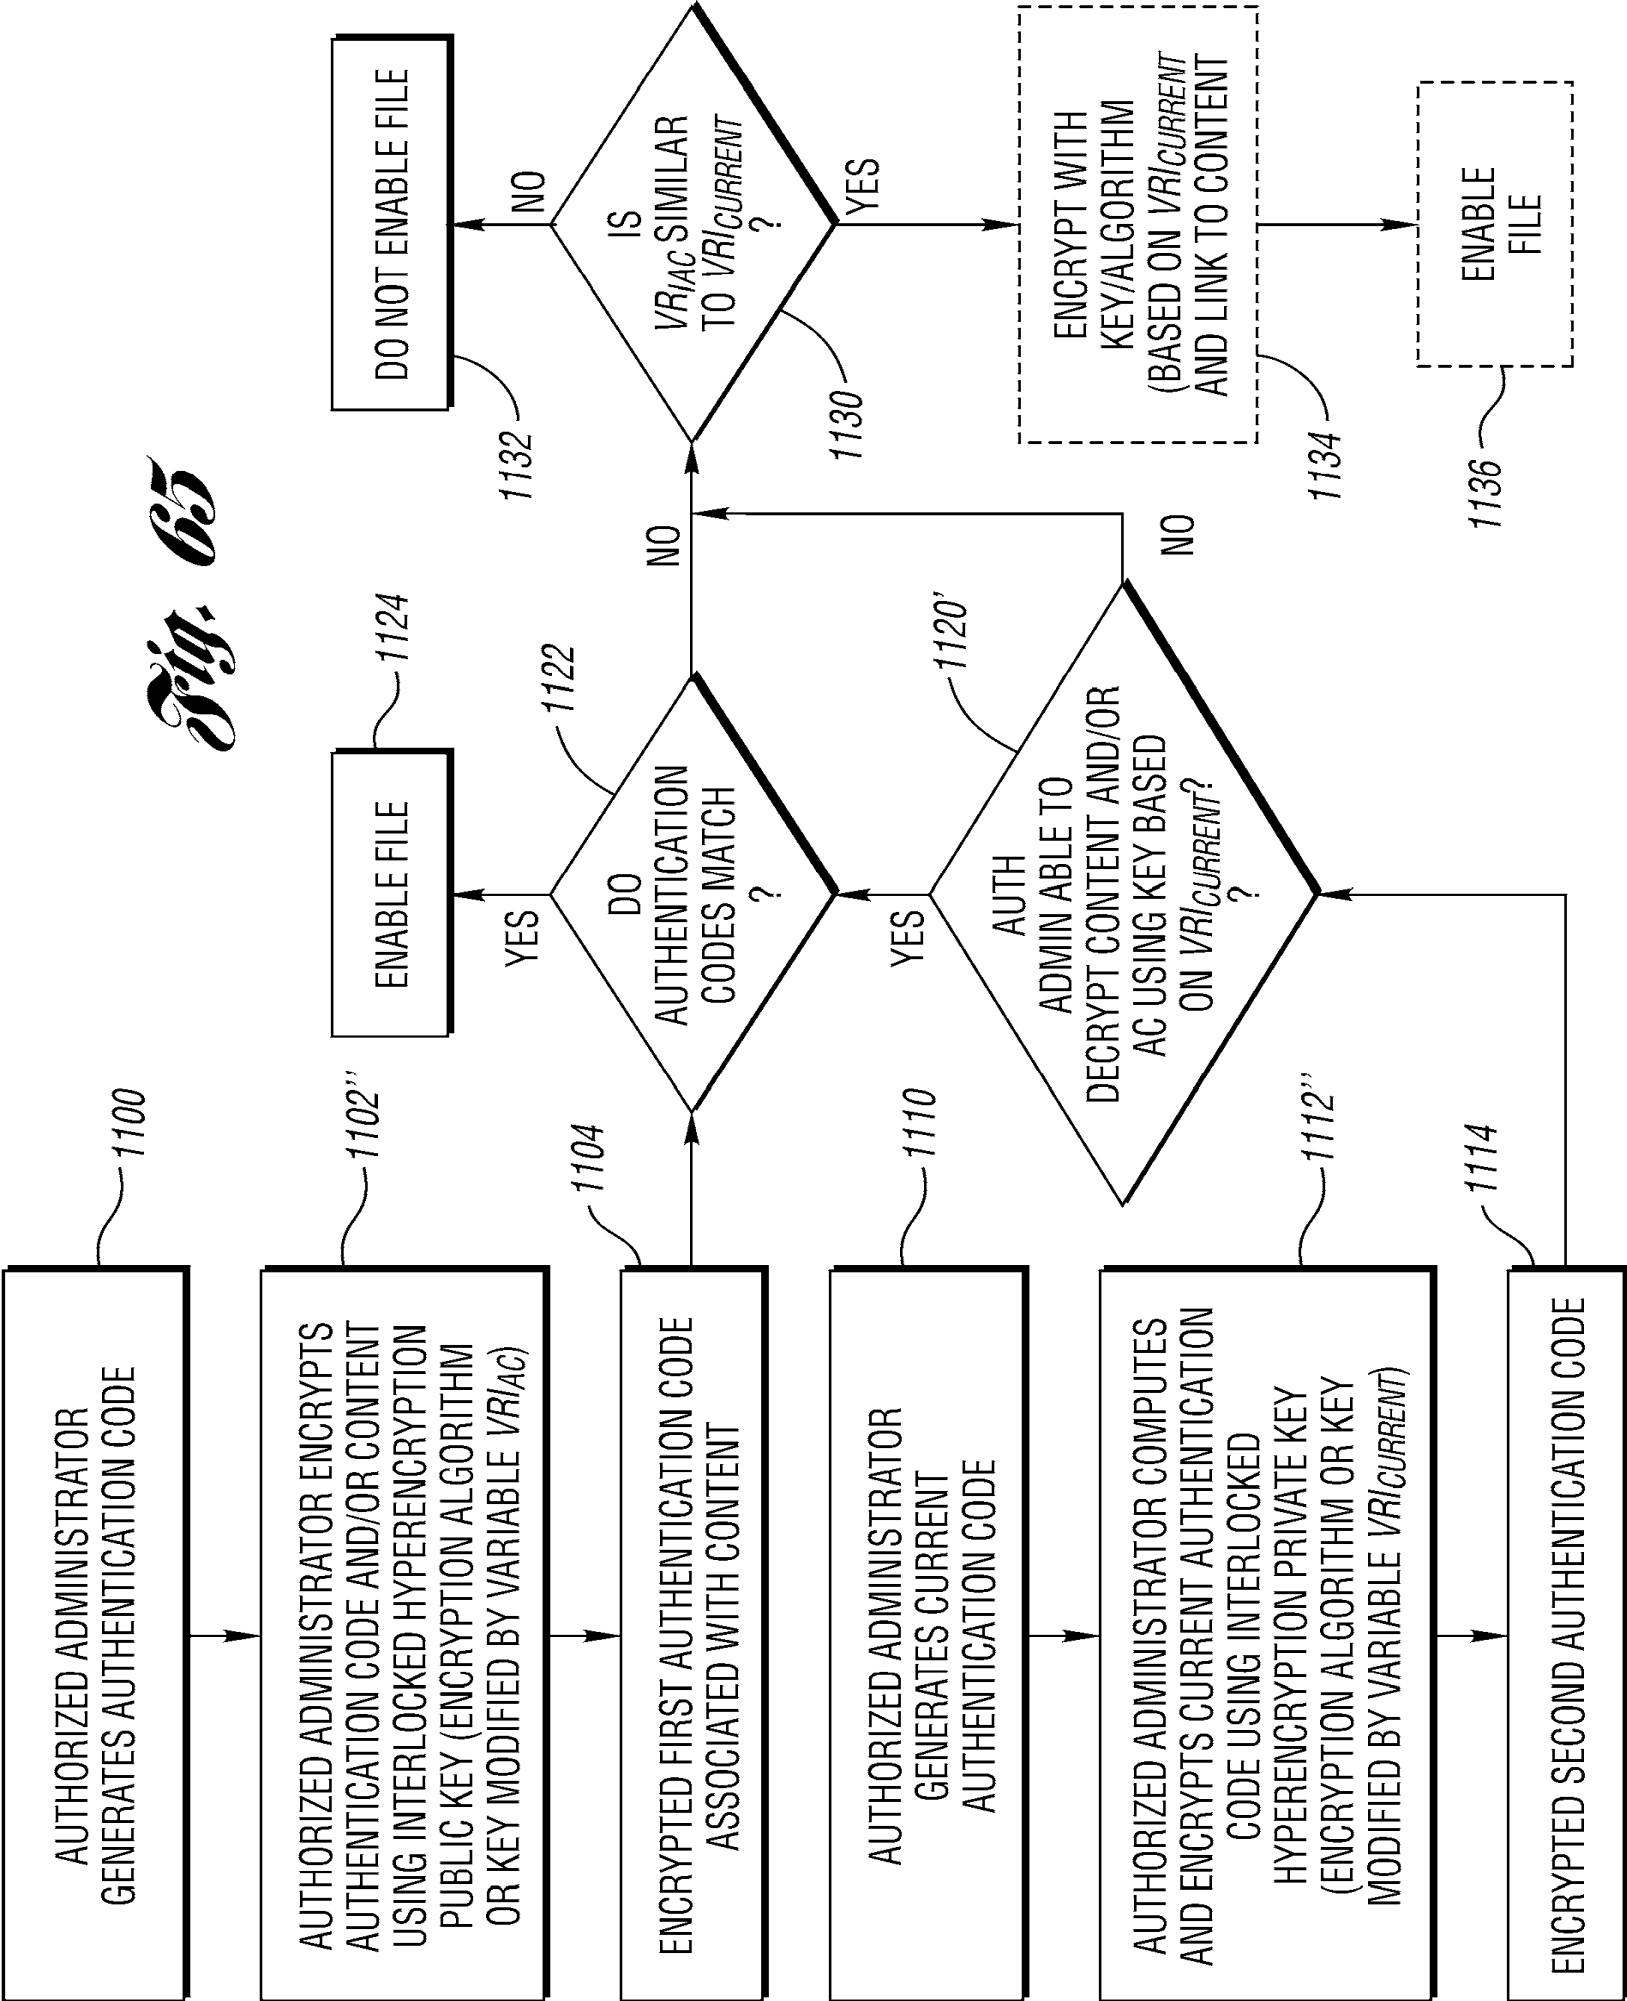 Fig. 65
AUTHORIZED ADMINISTRATOR
GENERATES AUTHENTICATION CODE
1100
AUTHORIZED ADMINISTRATOR ENCRYPTS
AUTHENTICATION CODE AND/OR CONTENT
USING INTERLOCKED HYPERENCRYPTION
PUBLIC KEY (ENCRYPTION ALGORITHM
OR KEY MODIFIED BY VARIABLE VRIAC)
1102''
ENCRYPTED FIRST AUTHENTICATION CODE
ASSOCIATED WITH CONTENT
1104
AUTHORIZED ADMINISTRATOR
GENERATES CURRENT
AUTHENTICATION CODE
1110
AUTHORIZED ADMINISTRATOR COMPUTES
AND ENCRYPTS CURRENT AUTHENTICATION
CODE USING INTERLOCKED
HYPERENCRYPTION PRIVATE KEY
(ENCRYPTION ALGORITHM OR KEY
MODIFIED BY VARIABLE VRICURRENT)
1112''
ENCRYPTED SECOND AUTHENTICATION CODE
1114
ENABLE FILE
1124
YES
DO
AUTHENTICATION
CODES MATCH
?
1122
NO
YES
AUTH
ADMIN ABLE TO
DECRYPT CONTENT AND/OR
AC USING KEY BASED
ON VRICURRENT?
?
1120'
NO
DO NOT ENABLE FILE
1132
NO
IS
VRIAC SIMILAR
TO VRICURRENT
?
1130
YES
ENCRYPT WITH
KEY/ALGORITHM
(BASED ON VRICURRENT
AND LINK TO CONTENT
1134
ENABLE
FILE
1136